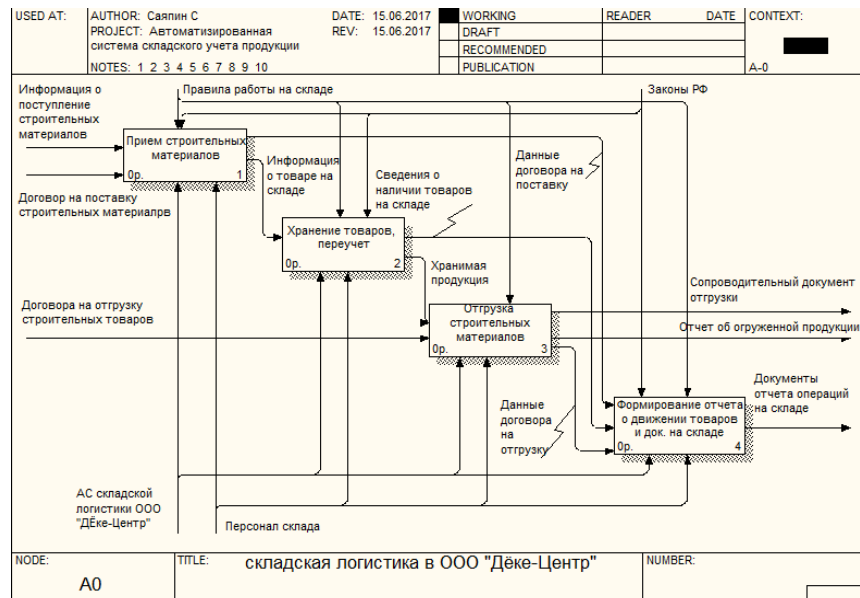 USED AT:
AUTHOR: Саяпин С
DATE: 15.06.2017
WORKING
READER
DATE
CONTEXT:
PROJECT: Автоматизированная
REV: 15.06.2017
DRAFT
система складского учета продукции
RECOMMENDED
NOTES: 1 2 3 4 5 6 7 8 9 10
PUBLICATION
A-0
Информация о
поступление
строительных
материалов
Правила работы на складе
Законы РФ
Прием строительных
материалов
0р.
1
Информация
о товаре на
складе
Сведения о
наличии товаров
на складе
Данные
договора на
поставку
Договор на поставку
строительных материалрв
Хранение товаров,
переучет
0р.
2
Хранимая
продукция
Сопроводительный документ
отгрузки
Договора на отгрузку
строительных товаров
Отгрузка
строительных
материалов
0р.
3
Отчет об огруженной продукции
Документы
отчета операций
на складе
Данные
договора
на
отгрузку
Формирование отчета
о движении товаров
и док. на складе
0р.
4
АС складской
логистики ООО
"ДЁке-Центр"
Персонал склада
NODE:
A0
TITLE:
складская логистика в ООО "Дёке-Центр"
NUMBER: